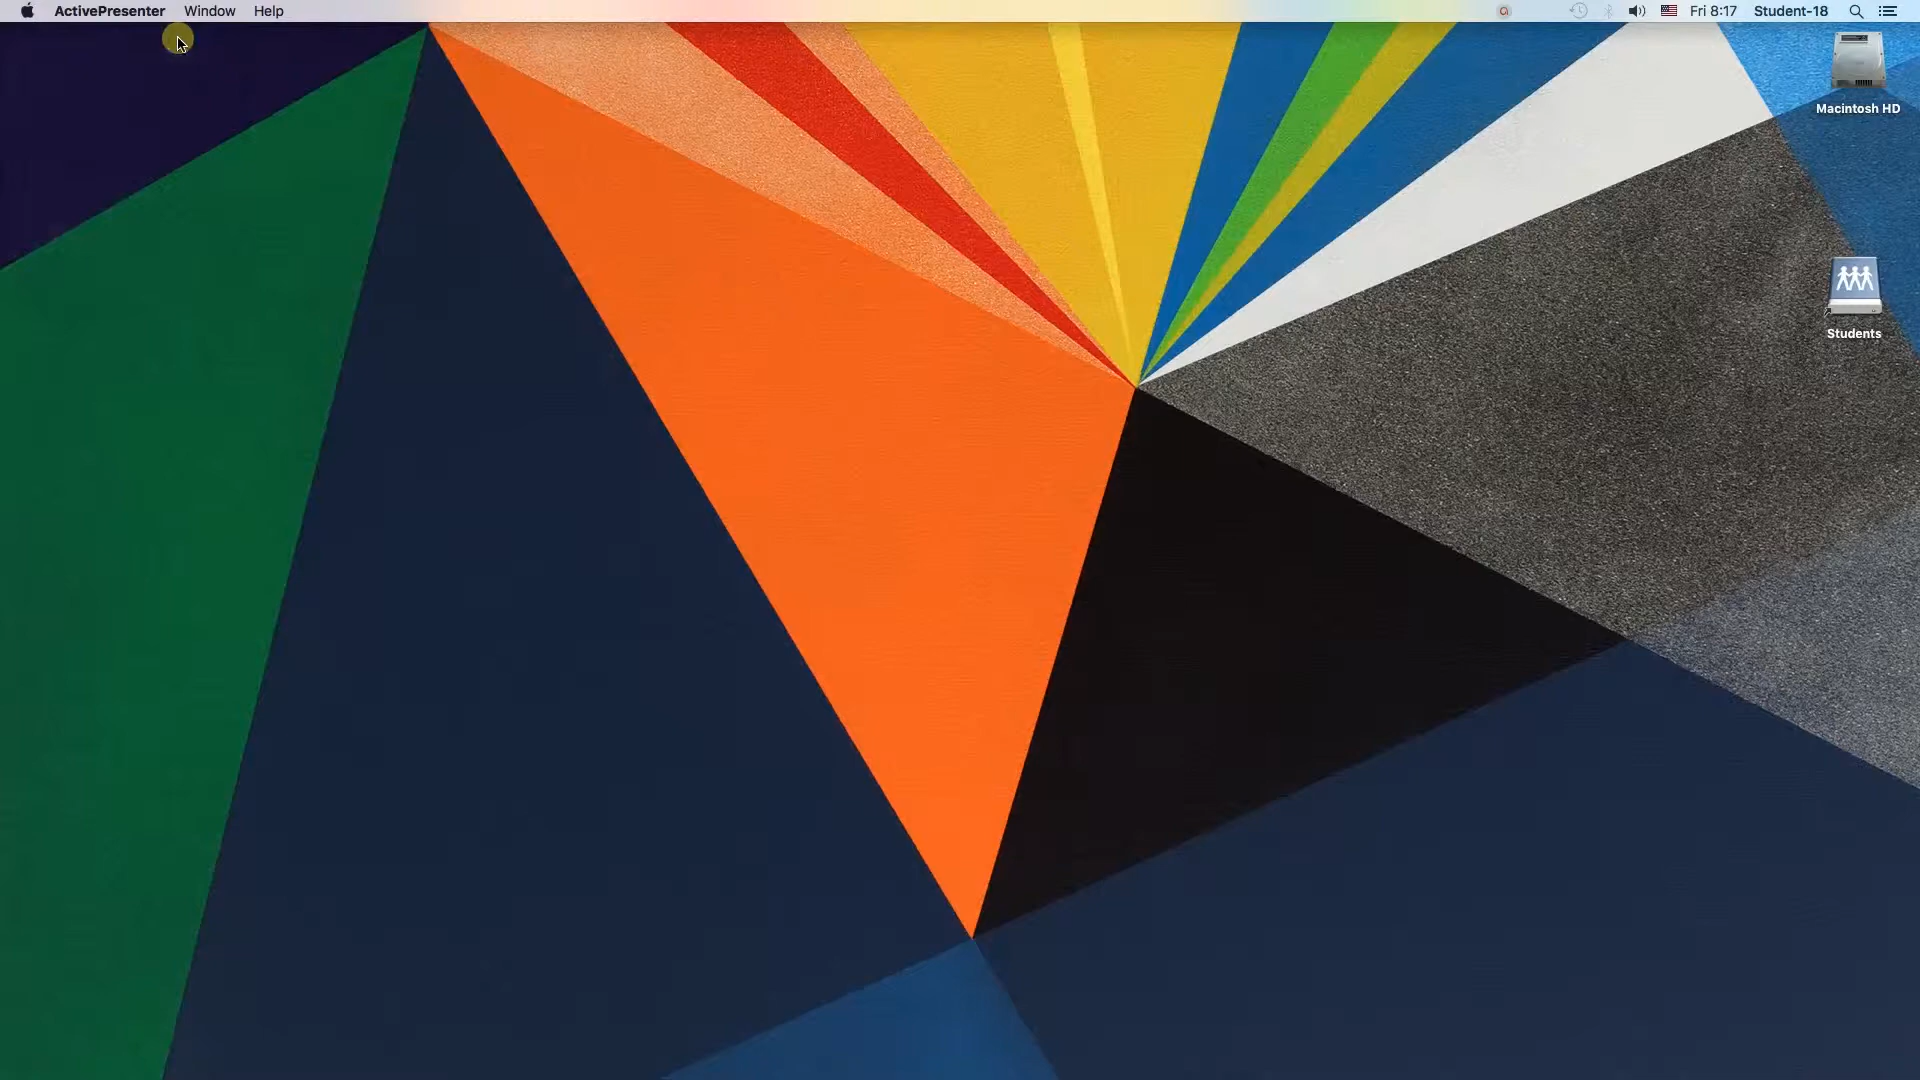 ActivePresenter Window Help Fri 8:17 Student-18
Macintosh HD
Students